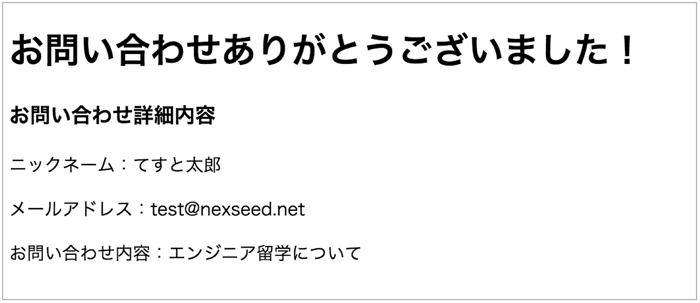 お問い合わせありがとうございました！
お問い合わせ詳細内容
ニックネーム：てすと太郎
メールアドレス：test@nexseed.net
お問い合わせ内容：エンジニア留学について